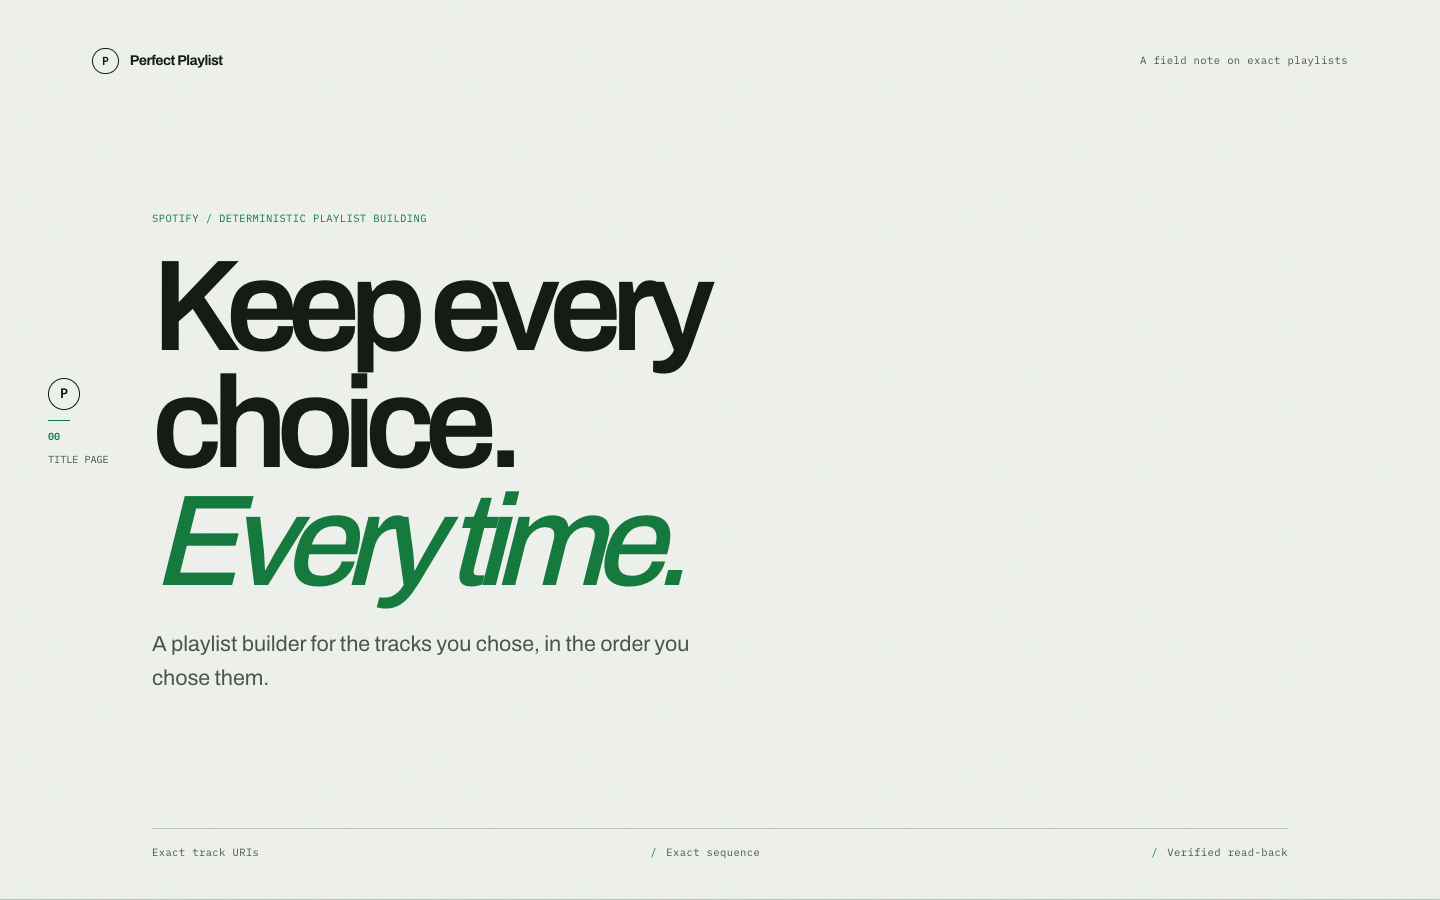 P Perfect Playlist
A field note on exact playlists
SPOTIFY / DETERMINISTIC PLAYLIST BUILDING
Keep every
choice.
Every time.
P
00
TITLE PAGE
A playlist builder for the tracks you chose, in the order you
chose them.
Exact track URIs
/ Exact sequence
/ Verified read-back